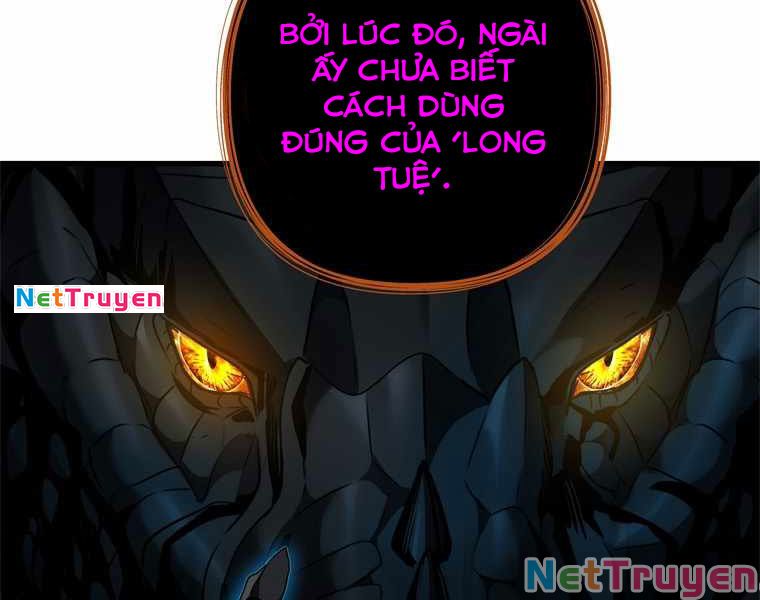 BỞI LÚC ĐÓ, NGÀI
ẤY CHƯA BIẾT
CÁCH DÙNG
ĐÚNG CỦA 'LONG
TUỆ'.
NetTruyen
NetTruyen